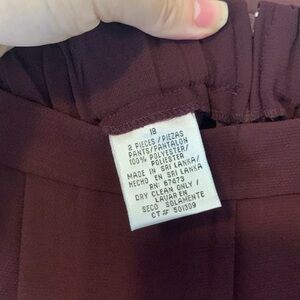 18
2 PIECES/PIEZAS
PANTS/PANTALON
100% POLYESTER/
POLIESTER
MADE IN SRI LANKA/
HECHO EN SRI LANKA
RN: 67473
DRY CLEAN ONLY/
LAVAR EN
SECO SOLAMENTE
CT# 501309